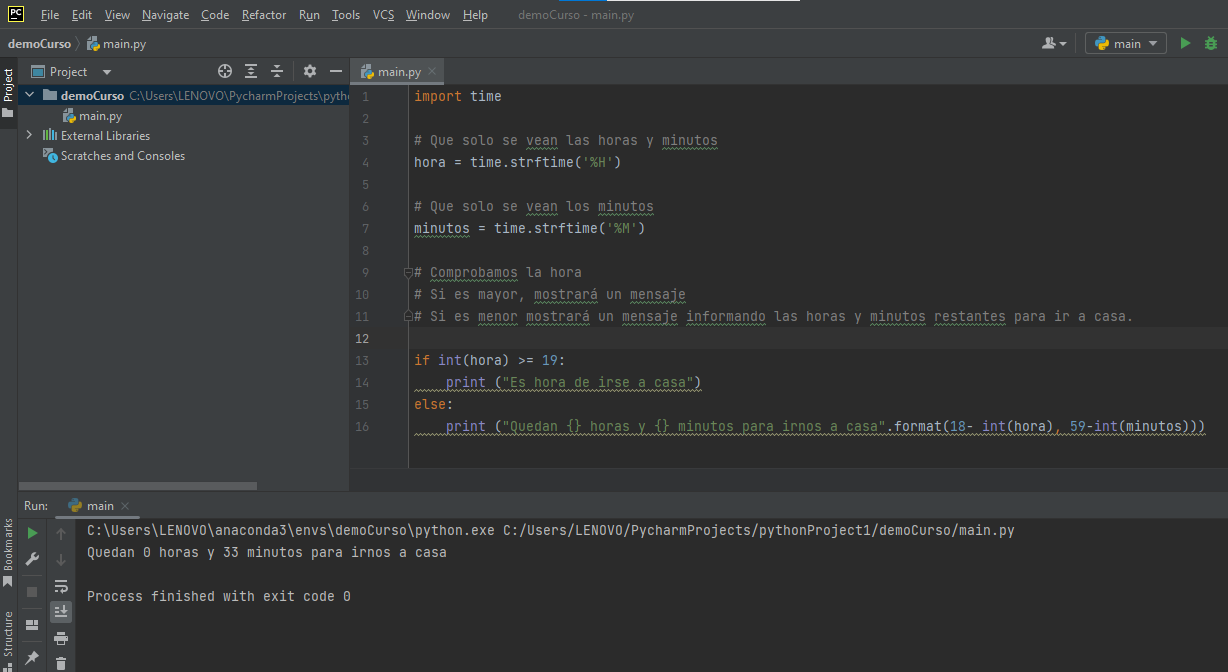 PC File Edit View Navigate Code Refactor Run Tools VCS Window Help demoCurso - main.py
demoCurso main.py main
Project Project main.py
demoCurso C:\Users\LENOVO\PycharmProjects\pytho
main.py
External Libraries
Scratches and Consoles
1 import time
2
3 # Que solo se vean las horas y minutos
4 hora = time.strftime('%H')
5
6 # Que solo se vean los minutos
7 minutos = time.strftime('%M')
8
9 # Comprobamos la hora
10 # Si es mayor, mostrará un mensaje
11 # Si es menor mostrará un mensaje informando las horas y minutos restantes para ir a casa.
12
13 if int(hora) >= 19:
14 print ("Es hora de irse a casa")
15 else:
16 print ("Quedan {} horas y {} minutos para irnos a casa".format(18- int(hora), 59-int(minutos)))
Run: main
Bookmarks
Structure
C:\Users\LENOVO\anaconda3\envs\demoCurso\python.exe C:/Users/LENOVO/PycharmProjects/pythonProject1/demoCurso/main.py
Quedan 0 horas y 33 minutos para irnos a casa
Process finished with exit code 0